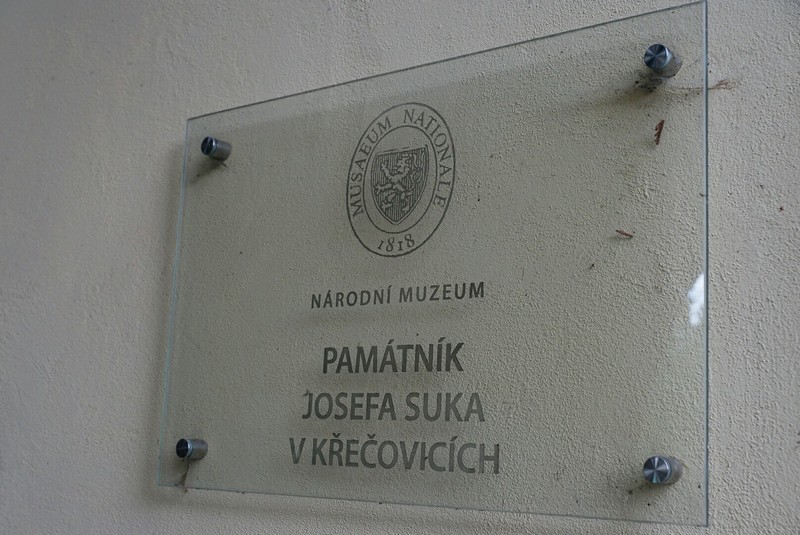 MUSAEUM NATIONALE
1818
NÁRODNÍ MUZEUM
PAMÁTNÍK
JOSEFA SUKA
V KŘEČOVICÍCH